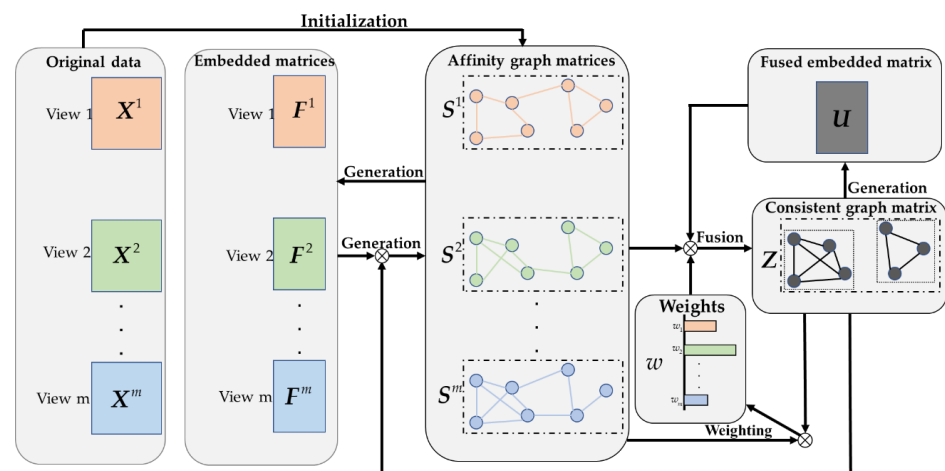 Initialization
Original data
View 1
X¹
View 2
X²
.
.
.
View m
Xᵐ
Embedded matrices
View 1
F¹
View 2
F²
.
.
.
View m
Fᵐ
Generation
Generation
Affinity graph matrices
S¹
S²
.
.
.
Sᵐ
Fused embedded matrix
U
Generation
Consistent graph matrix
Z
Fusion
Weights
w
w₁
w₂
.
.
.
wₘ
Weighting